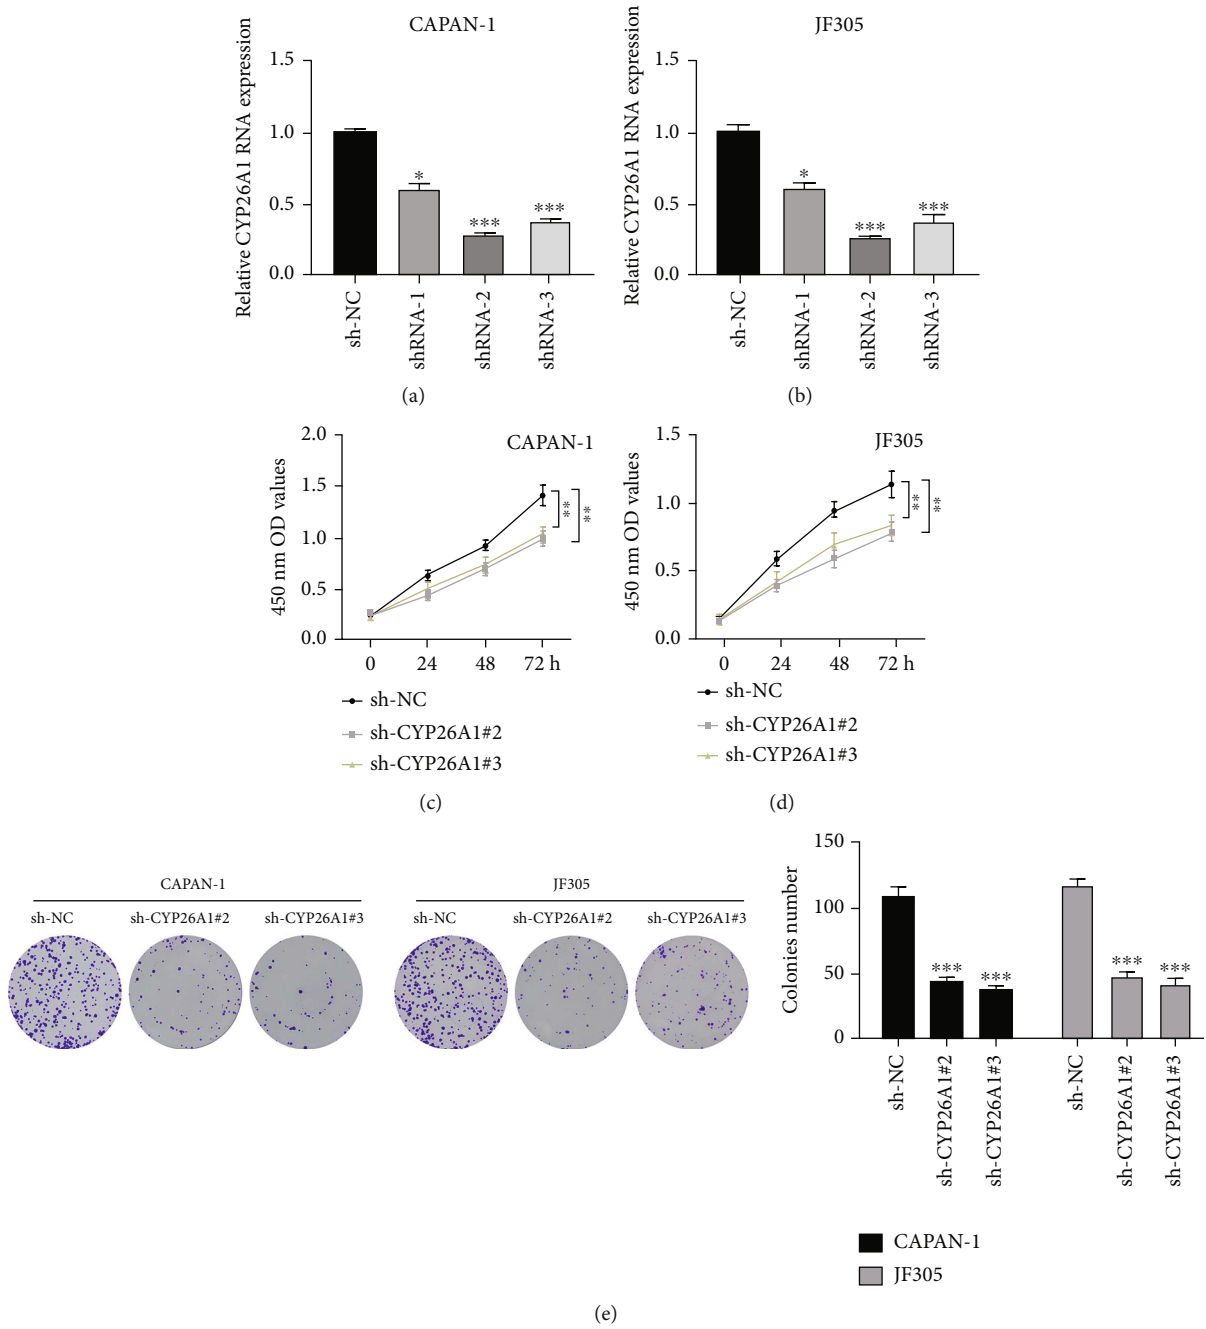 CAPAN-1
Relative CYP26A1 RNA expression
1.5
1.0
0.5
0.0
*
***
***
sh-NC
shRNA-1
shRNA-2
shRNA-3
(a)
JF305
Relative CYP26A1 RNA expression
1.5
1.0
0.5
0.0
*
***
***
sh-NC
shRNA-1
shRNA-2
shRNA-3
(b)
CAPAN-1
450 nm OD values
2.0
1.5
1.0
0.5
0.0
**
**
0 24 48 72 h
sh-NC
sh-CYP26A1#2
sh-CYP26A1#3
(c)
JF305
450 nm OD values
1.5
1.0
0.5
0.0
**
**
0 24 48 72 h
sh-NC
sh-CYP26A1#2
sh-CYP26A1#3
(d)
CAPAN-1
sh-NC sh-CYP26A1#2 sh-CYP26A1#3
JF305
sh-NC sh-CYP26A1#2 sh-CYP26A1#3
Colonies number
150
100
50
0
***
***
***
***
sh-NC
sh-CYP26A1#2
sh-CYP26A1#3
sh-NC
sh-CYP26A1#2
sh-CYP26A1#3
CAPAN-1
JF305
(e)